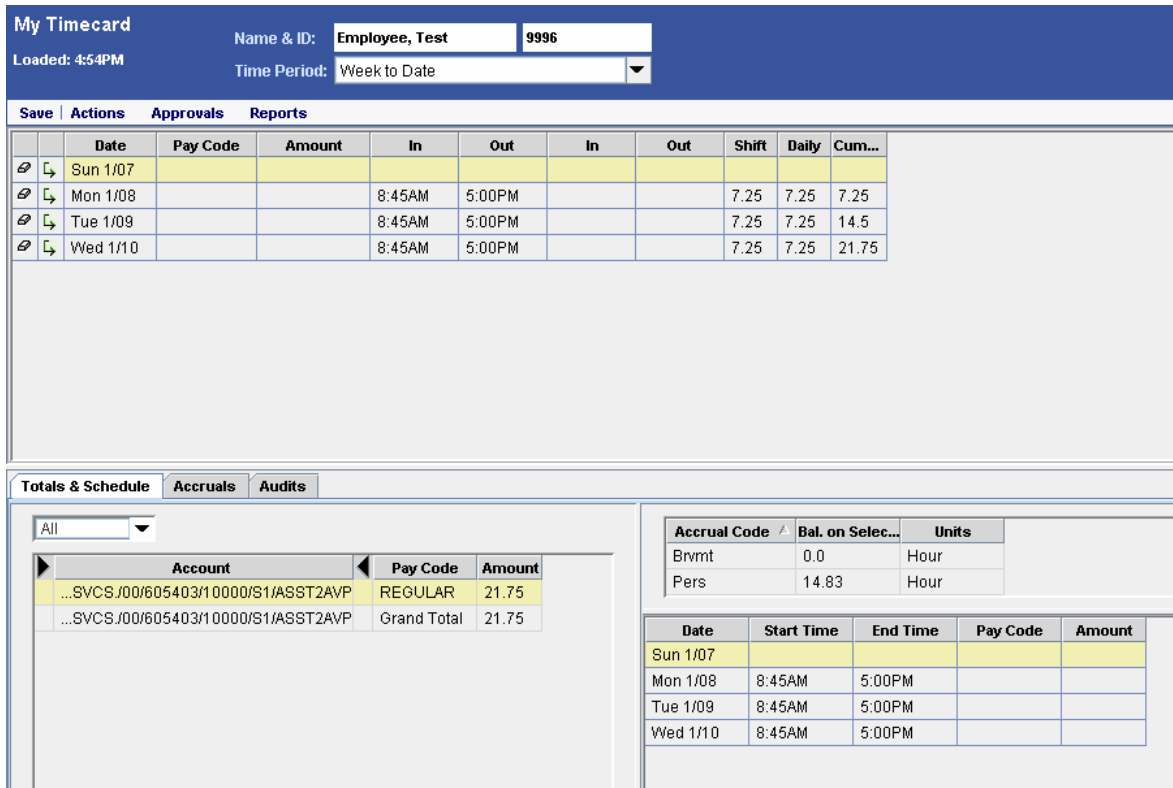 My Timecard
Name & ID: Employee, Test 9996
Loaded: 4:54PM
Time Period: Week to Date
Save | Actions Approvals Reports
Date Pay Code Amount In Out In Out Shift Daily Cum...
Sun 1/07
Mon 1/08 8:45AM 5:00PM 7.25 7.25 7.25
Tue 1/09 8:45AM 5:00PM 7.25 7.25 14.5
Wed 1/10 8:45AM 5:00PM 7.25 7.25 21.75
Totals & Schedule Accruals Audits
All
Account Pay Code Amount
...SVCS./00/605403/10000/S1/ASST2AVP REGULAR 21.75
...SVCS./00/605403/10000/S1/ASST2AVP Grand Total 21.75
Accrual Code Bal. on Selec... Units
Brvmt 0.0 Hour
Pers 14.83 Hour
Date Start Time End Time Pay Code Amount
Sun 1/07
Mon 1/08 8:45AM 5:00PM
Tue 1/09 8:45AM 5:00PM
Wed 1/10 8:45AM 5:00PM